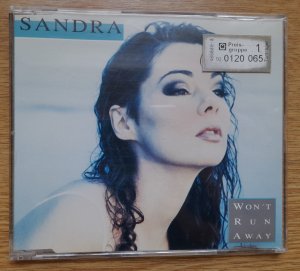 SANDRA
Preis-
gruppe 1
0120 065
WON'T
RUN
AWAY